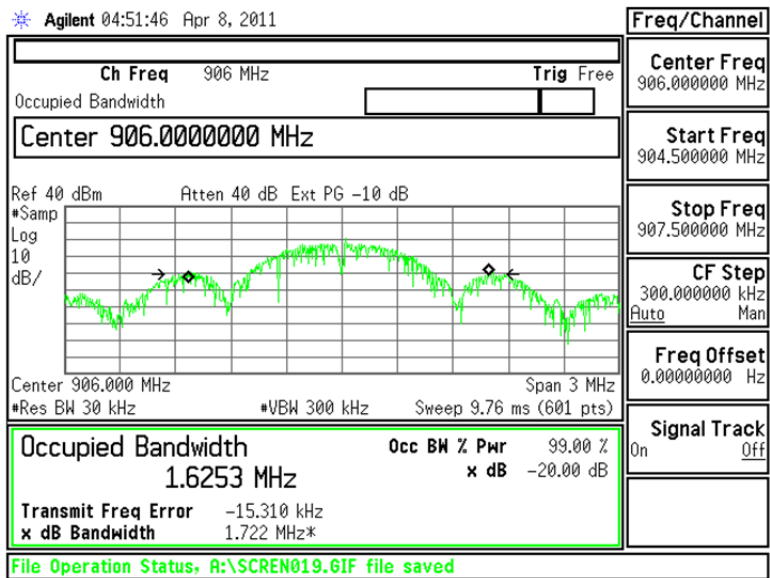 Agilent 04:51:46 Apr 8, 2011
Freq/Channel
Ch Freq 906 MHz Trig Free
Occupied Bandwidth
Center 906.0000000 MHz
Ref 40 dBm Atten 40 dB Ext PG -10 dB
#Samp
Log
10
dB/
Center 906.000 MHz Span 3 MHz
#Res BW 30 kHz #VBW 300 kHz Sweep 9.76 ms (601 pts)
Occupied Bandwidth Occ BW % Pwr 99.00 %
1.6253 MHz x dB -20.00 dB
Transmit Freq Error -15.310 kHz
x dB Bandwidth 1.722 MHz*
File Operation Status, A:\SCREN019.GIF file saved
Center Freq
906.000000 MHz
Start Freq
904.500000 MHz
Stop Freq
907.500000 MHz
CF Step
300.000000 kHz
Auto Man
Freq Offset
0.00000000 Hz
Signal Track
On Off